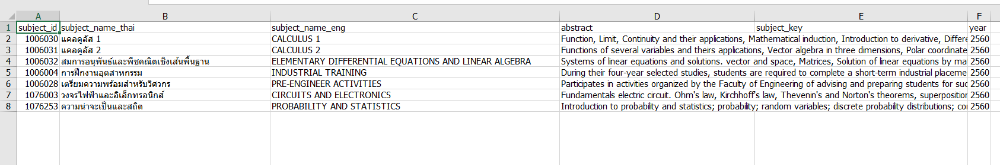 A B C D E F
1 subject_id subject_name_thai subject_name_eng abstract subject_key year
2 1006030 แคลคูลัส 1 CALCULUS 1 Function, Limit, Continuity and their applications, Mathematical induction, Introduction to derivative, Differe 2560
3 1006031 แคลคูลัส 2 CALCULUS 2 Functions of several variables and theirs applications, Vector algebra in three dimensions, Polar coordinate 2560
4 1006032 สมการอนุพันธ์และพีชคณิตเชิงเส้นพื้นฐาน ELEMENTARY DIFFERENTIAL EQUATIONS AND LINEAR ALGEBRA Systems of linear equations and solutions. vector and space, Matrices, Solution of linear equations by ma 2560
5 1006004 การฝึกงานอุตสาหกรรม INDUSTRIAL TRAINING During their four-year selected studies, students are required to complete a short-term industrial placeme 2560
6 1006028 เตรียมความพร้อมสำหรับวิศวกร PRE-ENGINEER ACTIVITIES Participates in activities organized by the Faculty of Engineering of advising and preparing students for suc 2560
7 1076003 วงจรไฟฟ้าและอิเล็กทรอนิกส์ CIRCUITS AND ELECTRONICS Fundamentals electric circuit. Ohm's law, Kirchhoff's law, Thevenin's and Norton's theorems, superposition 2560
8 1076253 ความน่าจะเป็นและสถิต PROBABILITY AND STATISTICS Introduction to probability and statistics; probability; random variables; discrete probability distributions; co 2560